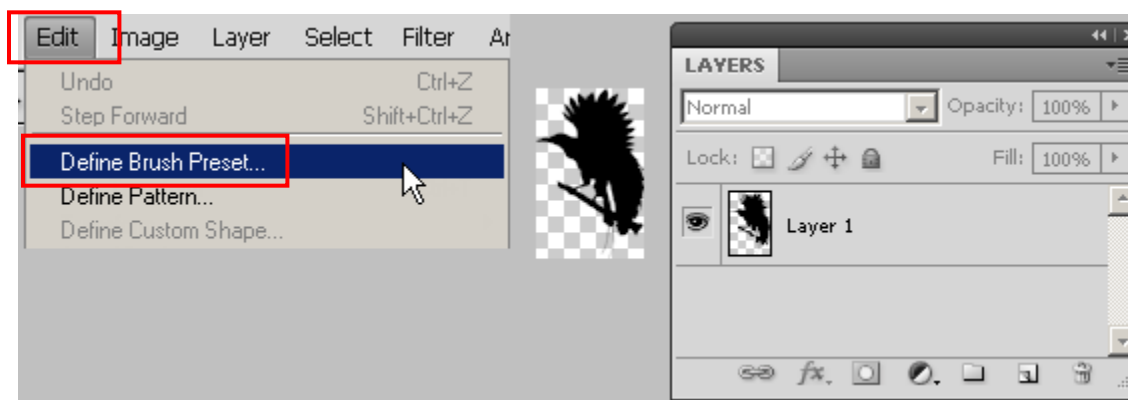 Edit Image Layer Select Filter
Undo Ctrl+Z
Step Forward Shift+Ctrl+Z
Define Brush Preset...
Define Pattern...
Define Custom Shape...
LAYERS
Normal Opacity: 100%
Lock: Fill: 100%
Layer 1
fx.